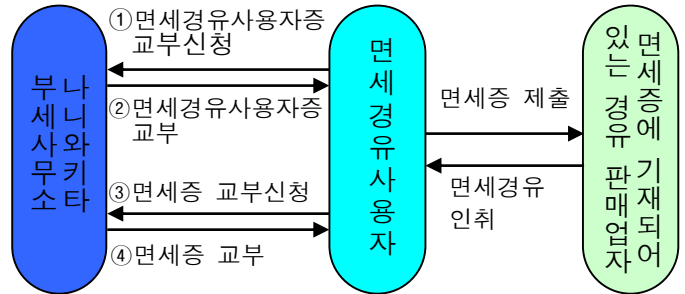 나니와키타
부세사무소
①면세경유사용자증
교부신청
②면세경유사용자증
교부
③면세증 교부신청
④면세증 교부
면세경유사용자
면세증 제출
면세경유
인취
면세증에 기재되어
있는 경유 판매업자